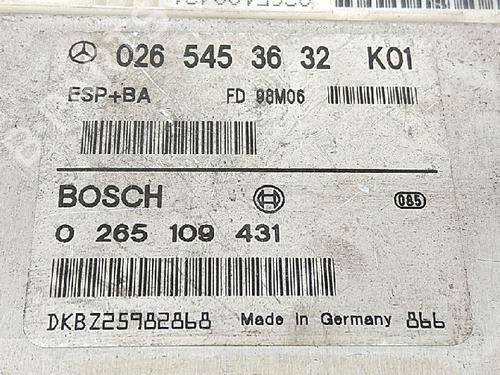 026 545 36 32 K01
ESP+BA FD 98M06
BOSCH 085
0 265 109 431
DKBZ25982868 Made in Germany 866